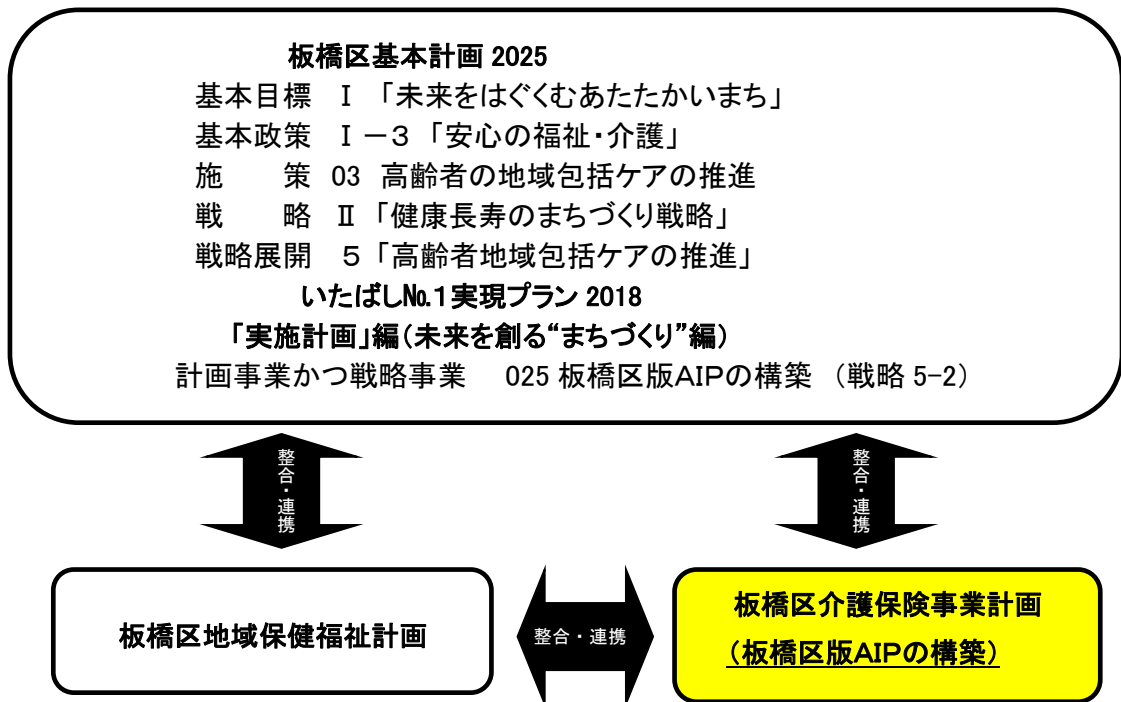 板橋区基本計画 2025
基本目標 Ⅰ 「未来をはぐくむあたたかいまち」
基本政策 Ⅰ－３「安心の福祉・介護」
施 策 03 高齢者の地域包括ケアの推進
戦 略 Ⅱ「健康長寿のまちづくり戦略」
戦略展開 ５「高齢者地域包括ケアの推進」
いたばし№１実現プラン 2018
「実施計画」編（未来を創る“まちづくり”編）
計画事業かつ戦略事業 025 板橋区版ＡＩＰの構築 （戦略 5-2）
整合・連携
整合・連携
板橋区地域保健福祉計画
整合・連携
板橋区介護保険事業計画
（板橋区版ＡＩＰの構築）